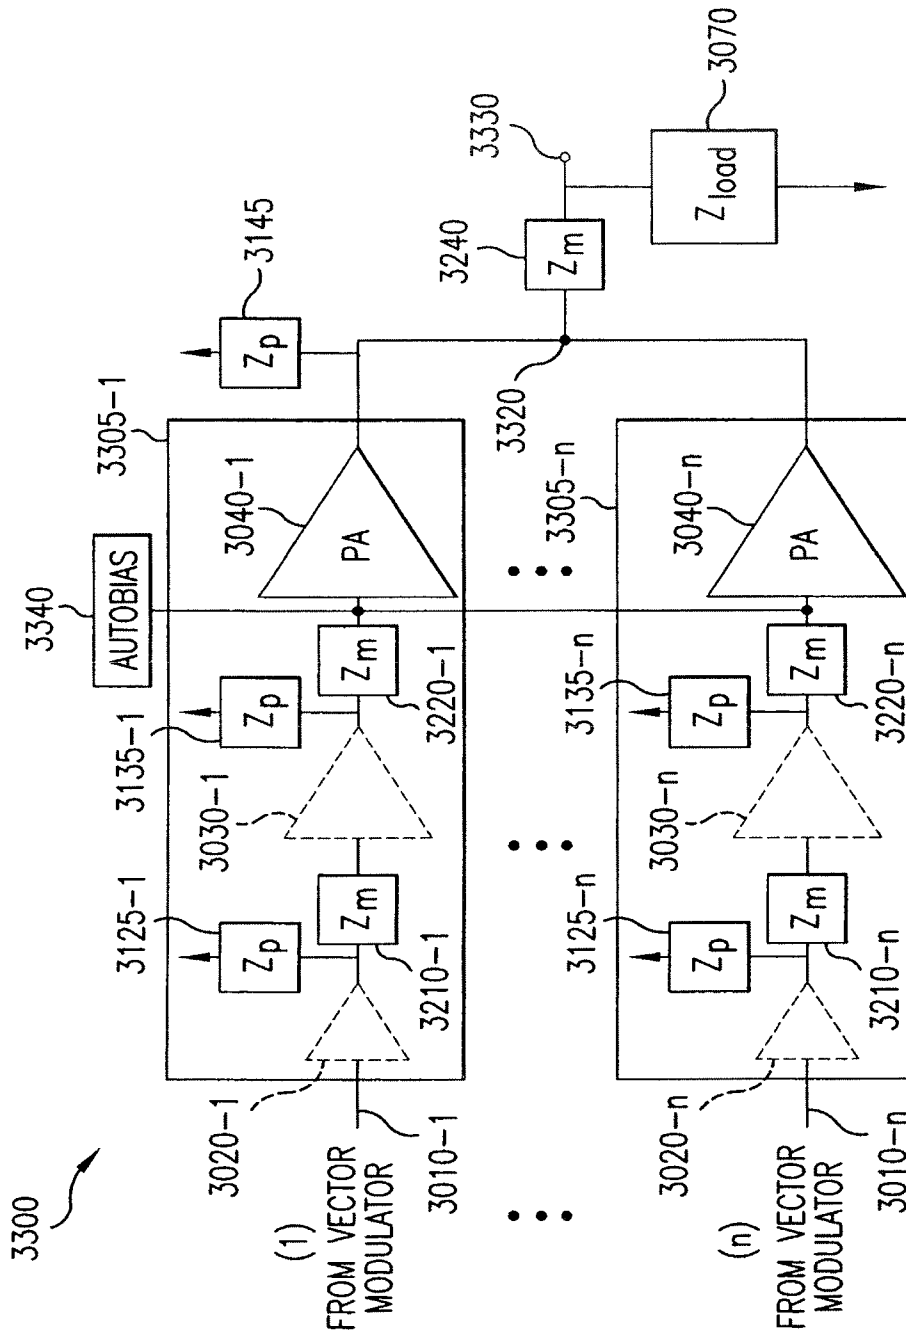 3300
3340
AUTOBIAS
3305-1
3145
Zp
3125-1
Zp
3135-1
Zp
3040-1
PA
3020-1
3210-1
Zm
3030-1
3220-1
Zm
3010-1
(1)
FROM VECTOR
MODULATOR
3320
3240
Zm
3330
3070
Zload
3305-n
3125-n
Zp
3135-n
Zp
3040-n
PA
3020-n
3210-n
Zm
3030-n
3220-n
Zm
3010-n
(n)
FROM VECTOR
MODULATOR